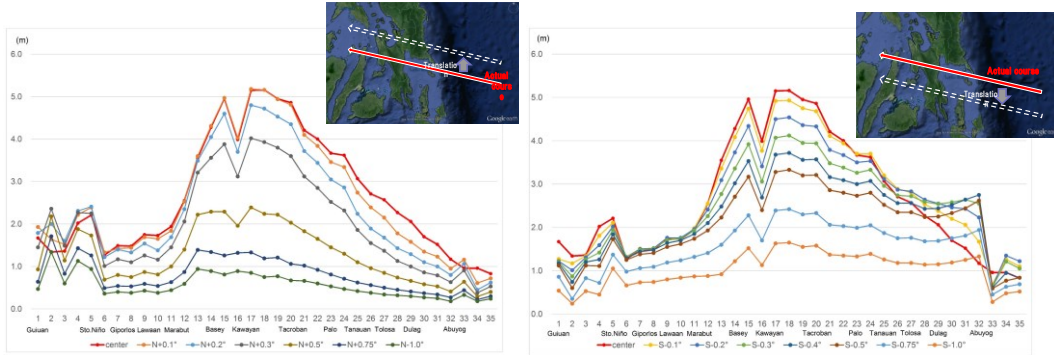 (m)
6.0
5.0
4.0
3.0
2.0
1.0
0.0
1 2 3 4 5 6 7 8 9 10 11 12 13 14 15 16 17 18 19 20 21 22 23 24 25 26 27 28 29 30 31 32 33 34 35
Guiuan Sto.Niño Giporlos Lawaan Marabut Basey Kawayan Tacroban Palo Tanauan Tolosa Dulag Abuyog
center N+0.1° N+0.2° N+0.3° N+0.5° N+0.75° N-1.0°
Translatio
n
Actual
cours
e
Google
(m)
6.0
5.0
4.0
3.0
2.0
1.0
0.0
1 2 3 4 5 6 7 8 9 10 11 12 13 14 15 16 17 18 19 20 21 22 23 24 25 26 27 28 29 30 31 32 33 34 35
Guiuan Sto.Niño Giporlos Lawaan Marabut Basey Kawayan Tacroban Palo Tanauan Tolosa Dulag Abuyog
center S-0.1° S-0.2° S-0.3° S-0.4° S-0.5° S-0.75° S-1.0°
Actual course
Translatio
n
Google